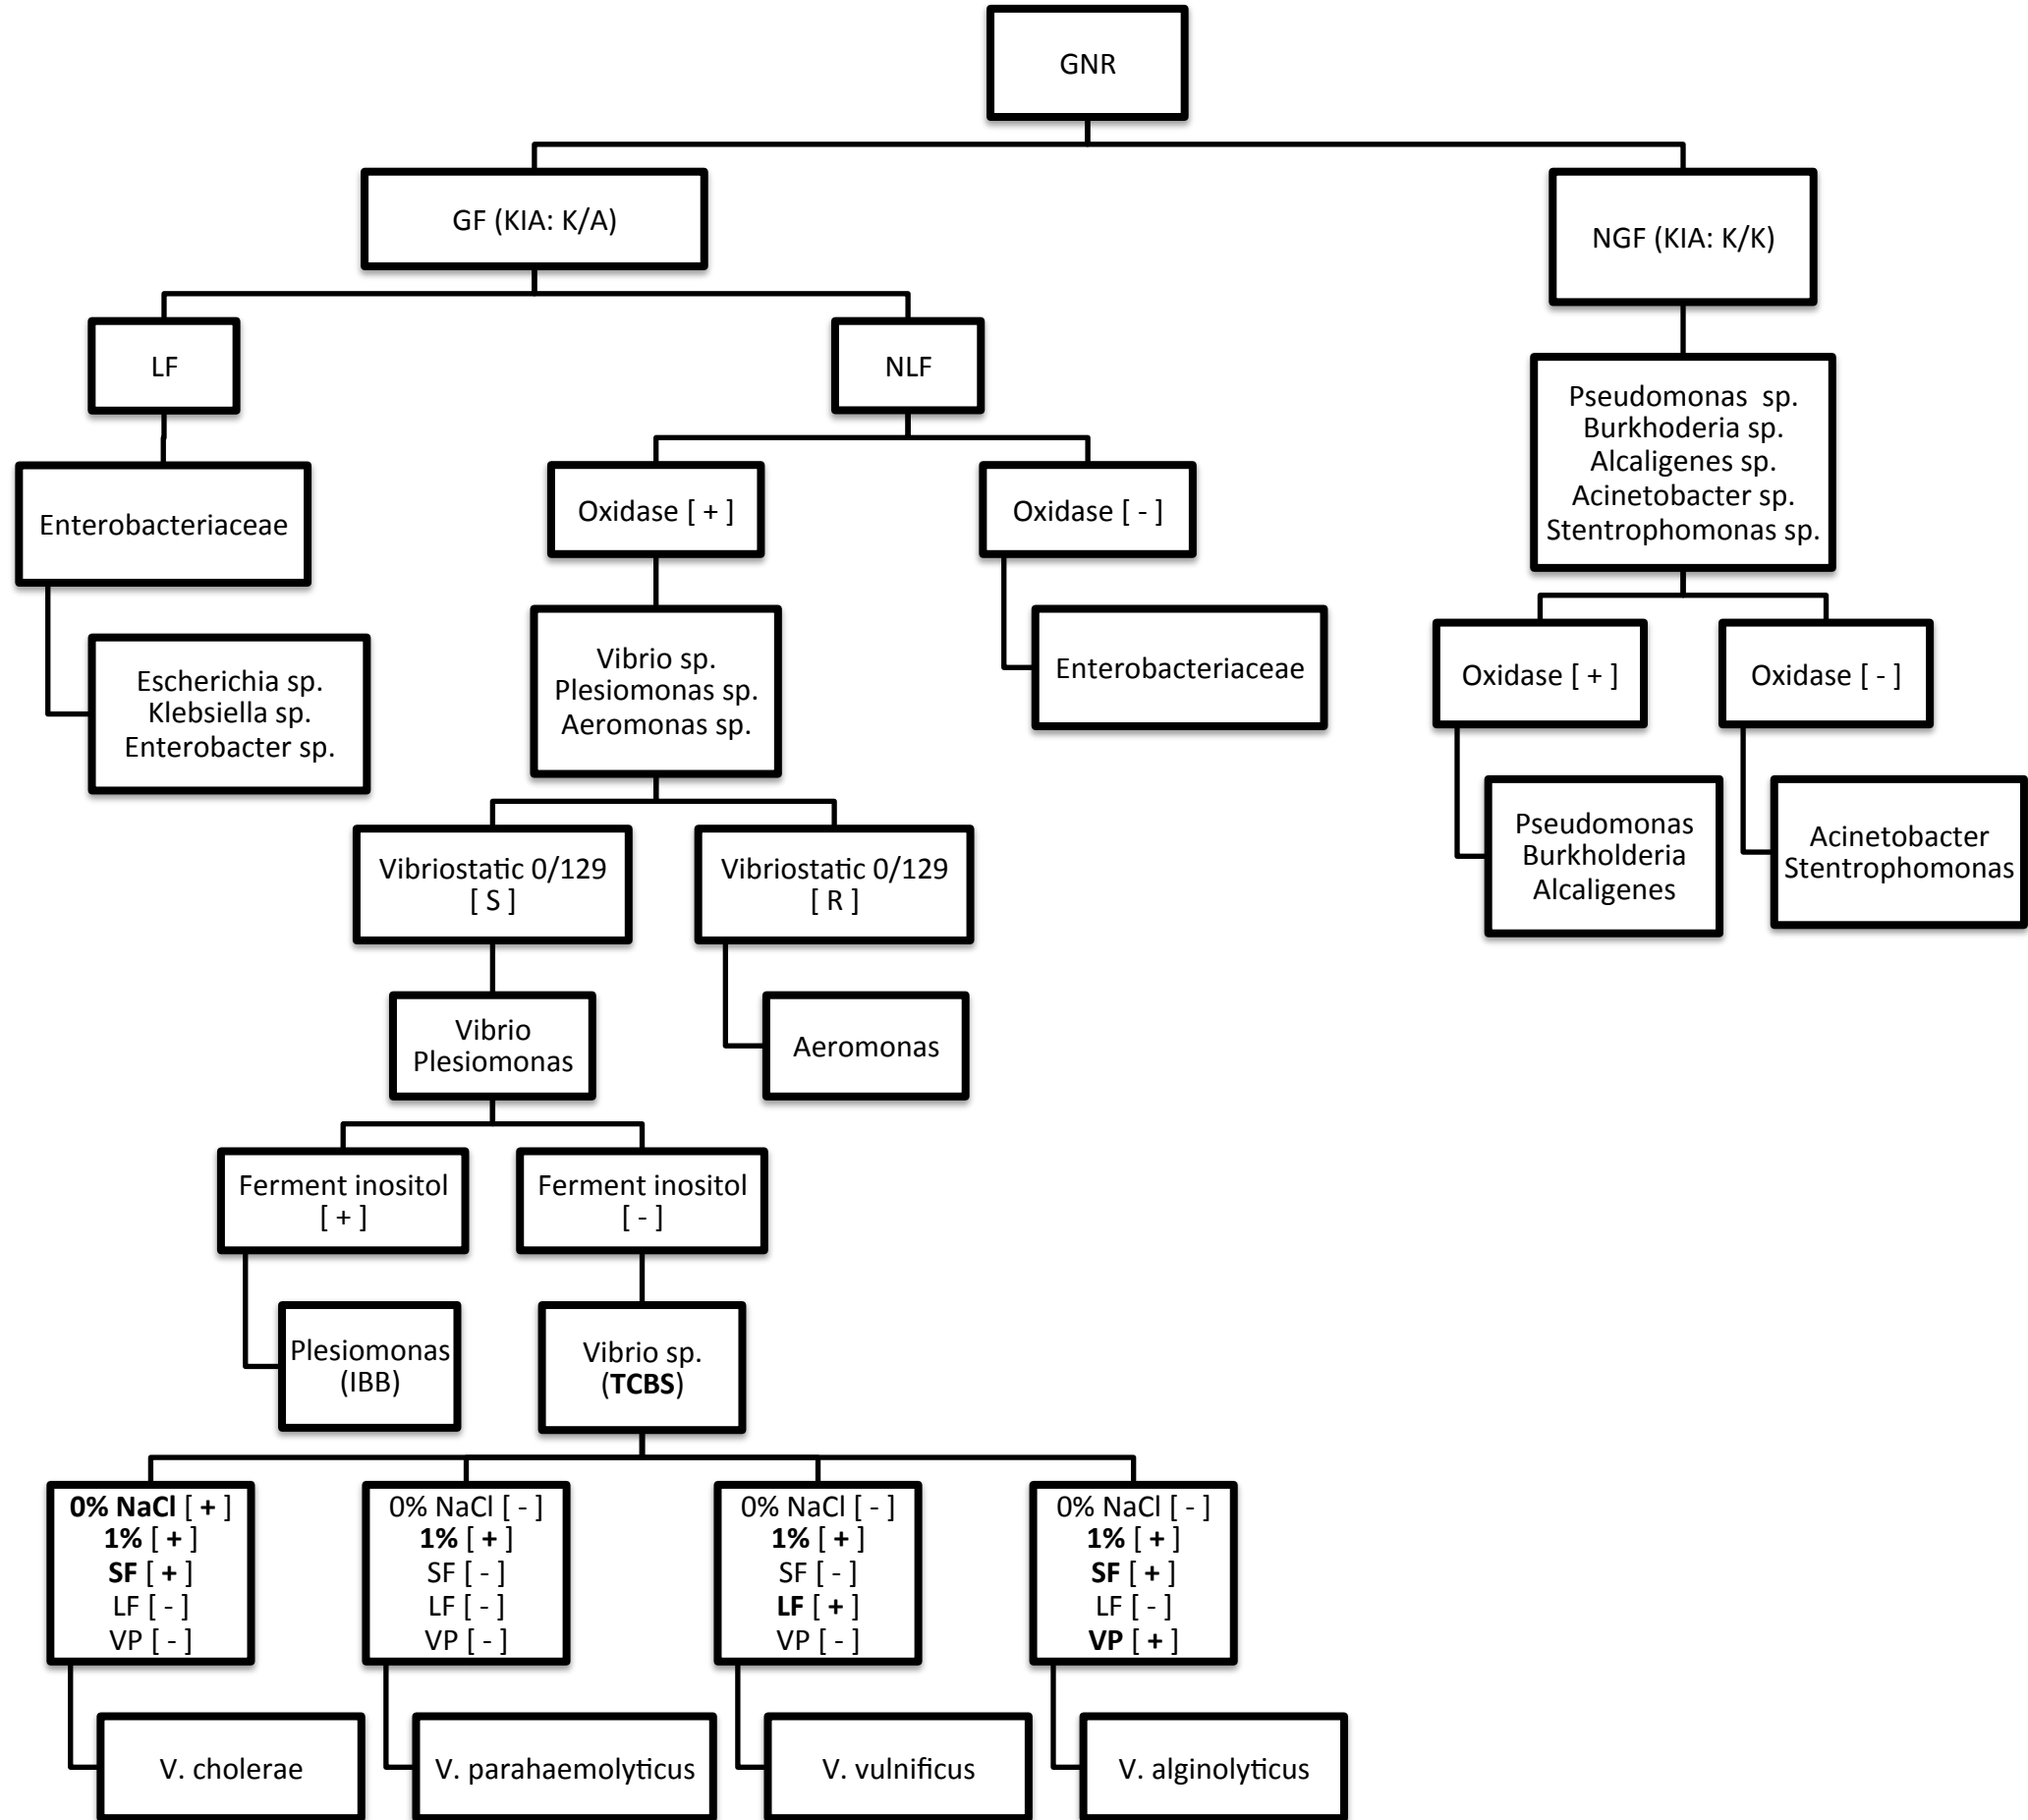 GNR
GF (KIA: K/A)
NGF (KIA: K/K)
LF
NLF
Pseudomonas sp.
Burkhoderia sp.
Alcaligenes sp.
Acinetobacter sp.
Stentrophomonas sp.
Enterobacteriaceae
Oxidase [ + ]
Oxidase [ - ]
Escherichia sp.
Klebsiella sp.
Enterobacter sp.
Vibrio sp.
Plesiomonas sp.
Aeromonas sp.
Enterobacteriaceae
Oxidase [ + ]
Oxidase [ - ]
Pseudomonas
Burkholderia
Alcaligenes
Acinetobacter
Stentrophomonas
Vibriostatic 0/129
[ S ]
Vibriostatic 0/129
[ R ]
Vibrio
Plesiomonas
Aeromonas
Ferment inositol
[ + ]
Ferment inositol
[ - ]
Plesiomonas
(IBB)
Vibrio sp.
(TCBS)
0% NaCl [ + ]
1% [ + ]
SF [ + ]
LF [ - ]
VP [ - ]
0% NaCl [ - ]
1% [ + ]
SF [ - ]
LF [ - ]
VP [ - ]
0% NaCl [ - ]
1% [ + ]
SF [ - ]
LF [ + ]
VP [ - ]
0% NaCl [ - ]
1% [ + ]
SF [ + ]
LF [ - ]
VP [ + ]
V. cholerae
V. parahaemolyticus
V. vulnificus
V. alginolyticus